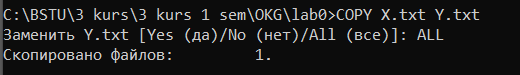 C:\BSTU\3 kurs\3 kurs 1 sem\OKG\lab0>COPY X.txt Y.txt
Заменить Y.txt [Yes (да)/No (нет)/All (все)]: ALL
Скопировано файлов:         1.